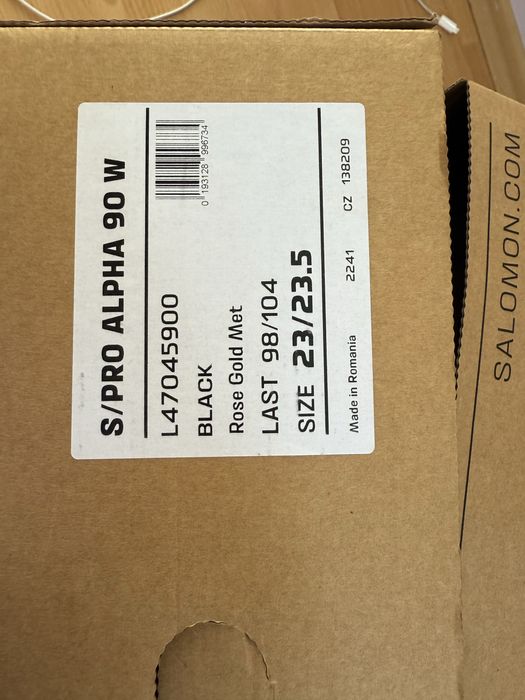 S/PRO ALPHA 90 W
L47045900
BLACK
Rose Gold Met
LAST 98/104
SIZE 23/23.5
0 193128 996734
Made in Romania 2241 CZ 138209
SALOMON.COM